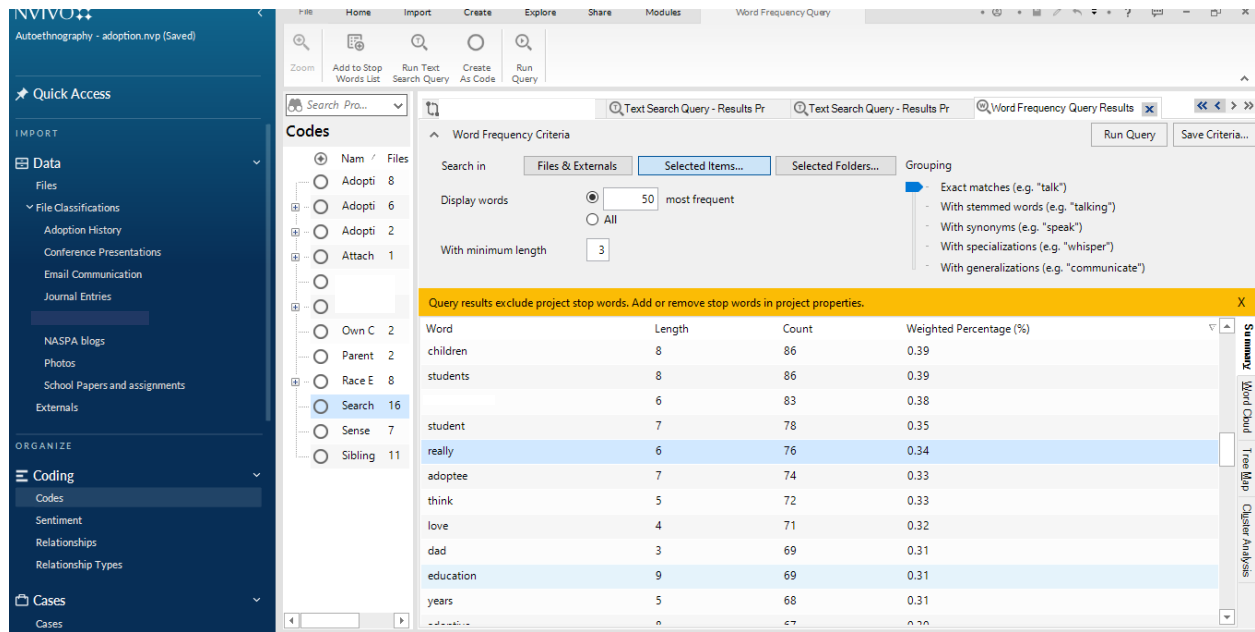 NVIVO
Autoethnography - adoption.nvp (Saved)
Quick Access
IMPORT
Data
Files
File Classifications
Adoption History
Conference Presentations
Email Communication
Journal Entries
NASPA blogs
Photos
School Papers and assignments
Externals
ORGANIZE
Coding
Codes
Sentiment
Relationships
Relationship Types
Cases
Cases
File Home Import Create Explore Share Modules Word Frequency Query
Zoom
Add to Stop Words List
Run Text Search Query
Create As Code
Run Query
Search Pro...
Codes
Nam Files
Adopti 8
Adopti 6
Adopti 2
Attach 1
Own C 2
Parent 2
Race E 8
Search 16
Sense 7
Sibling 11
Text Search Query - Results Pr Text Search Query - Results Pr Word Frequency Query Results
Word Frequency Criteria Run Query Save Criteria...
Search in Files & Externals Selected Items... Selected Folders... Grouping
Display words 50 most frequent
All
With minimum length 3
Exact matches (e.g. "talk")
With stemmed words (e.g. "talking")
With synonyms (e.g. "speak")
With specializations (e.g. "whisper")
With generalizations (e.g. "communicate")
Query results exclude project stop words. Add or remove stop words in project properties. X
Word Length Count Weighted Percentage (%)
children 8 86 0.39
students 8 86 0.39
6 83 0.38
student 7 78 0.35
really 6 76 0.34
adoptee 7 74 0.33
think 5 72 0.33
love 4 71 0.32
dad 3 69 0.31
education 9 69 0.31
years 5 68 0.31
Summary
Word Cloud
Tree Map
Cluster Analysis